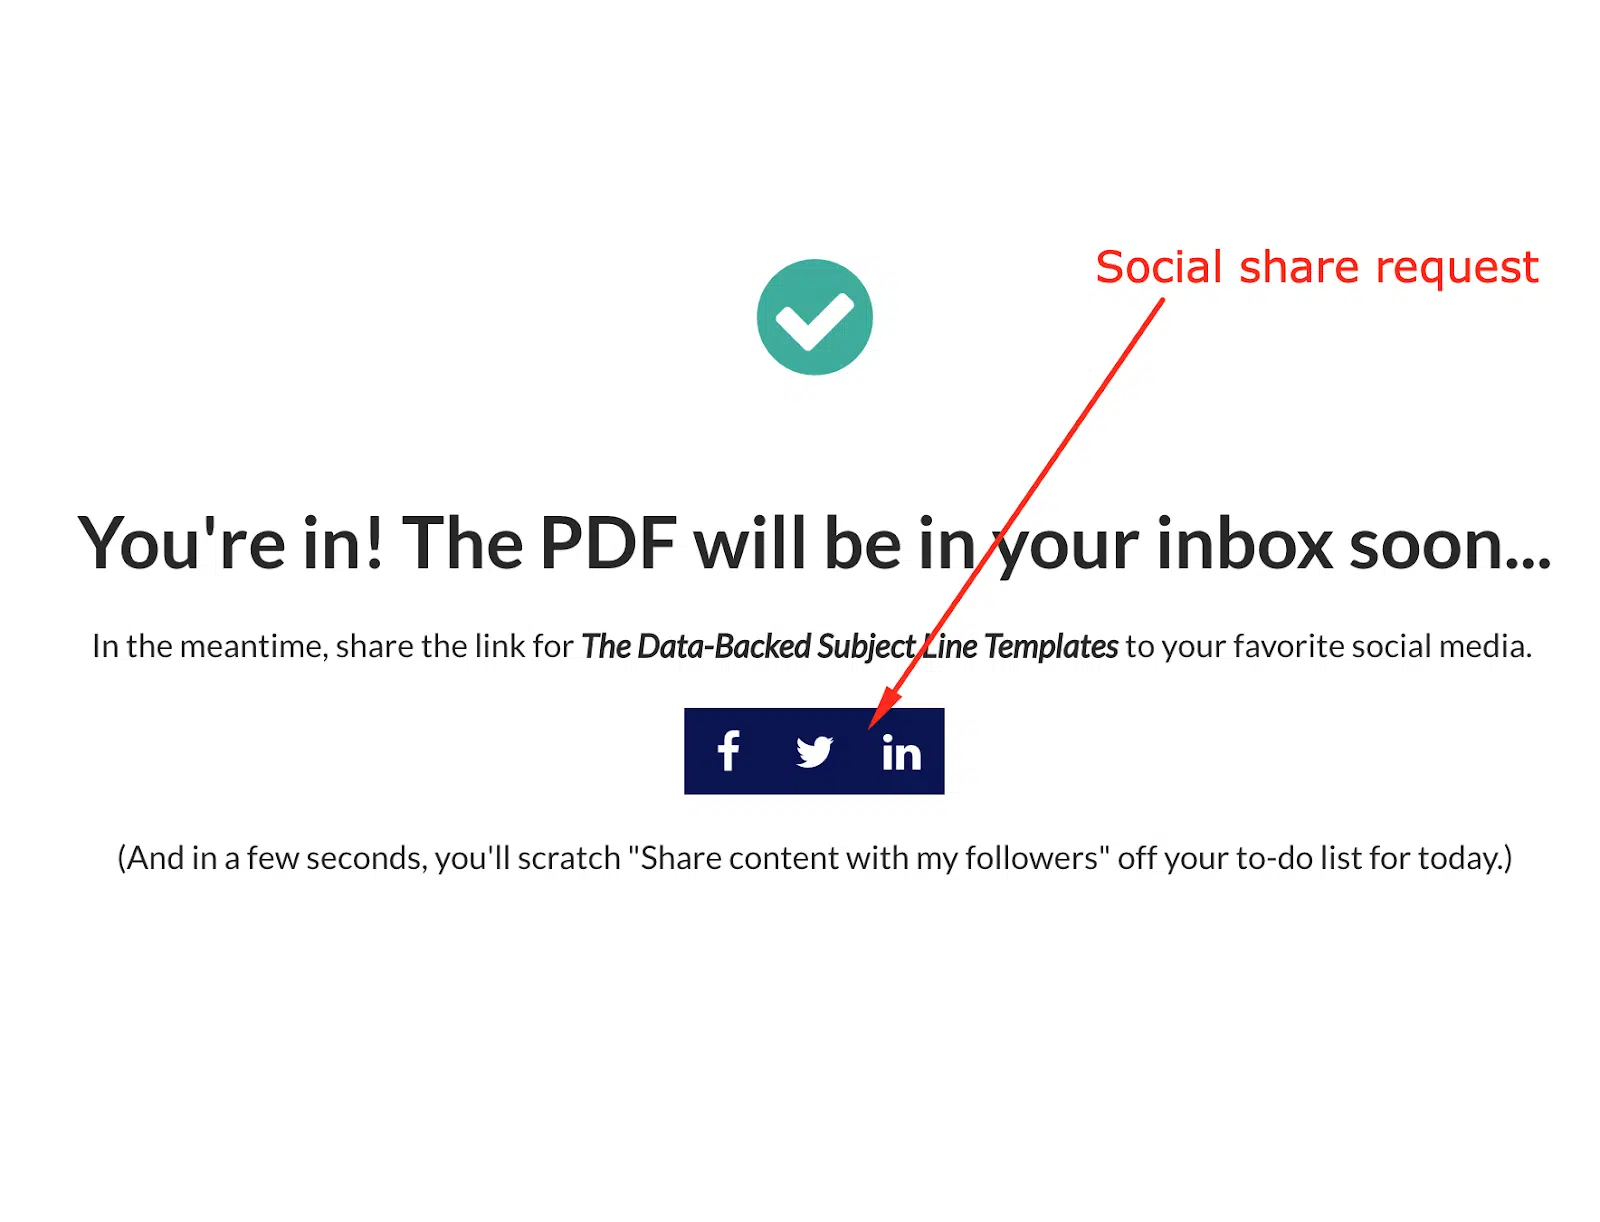 Social share request
You're in! The PDF will be in your inbox soon...
In the meantime, share the link for The Data-Backed Subject Line Templates to your favorite social media.
f in
(And in a few seconds, you'll scratch "Share content with my followers" off your to-do list for today.)